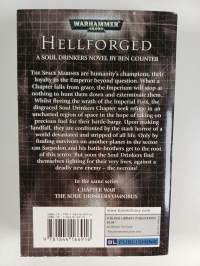 WARHAMMER
40,000
HELLFORGED
A SOUL DRINKERS NOVEL BY BEN COUNTER
THE SPACE MARINES are humanity's champions, their
loyalty to the Emperor beyond question. When a
Chapter falls from grace, the Imperium will stop at
nothing to hunt them down and exterminate them.
Whilst fleeing the wrath of the Imperial Fists, the
disgraced Soul Drinkers Chapter seek refuge in an
uncharted region of space in the hope of taking on
precious fuel for their battle-barge. Upon making
landfall, they are confronted by the stark horror of a
world devastated and stripped of all life. Only by
finding survivors on another planet in the sector
can Sarpedon and his battle-brothers get to the root
of this terror. But soon the Soul Drinkers find
themselves fighting for their very lives, against a
deadly new enemy – the necrons!
In the same series
CHAPTER WAR
THE SOUL DRINKERS OMNIBUS
BL PUBLISHING